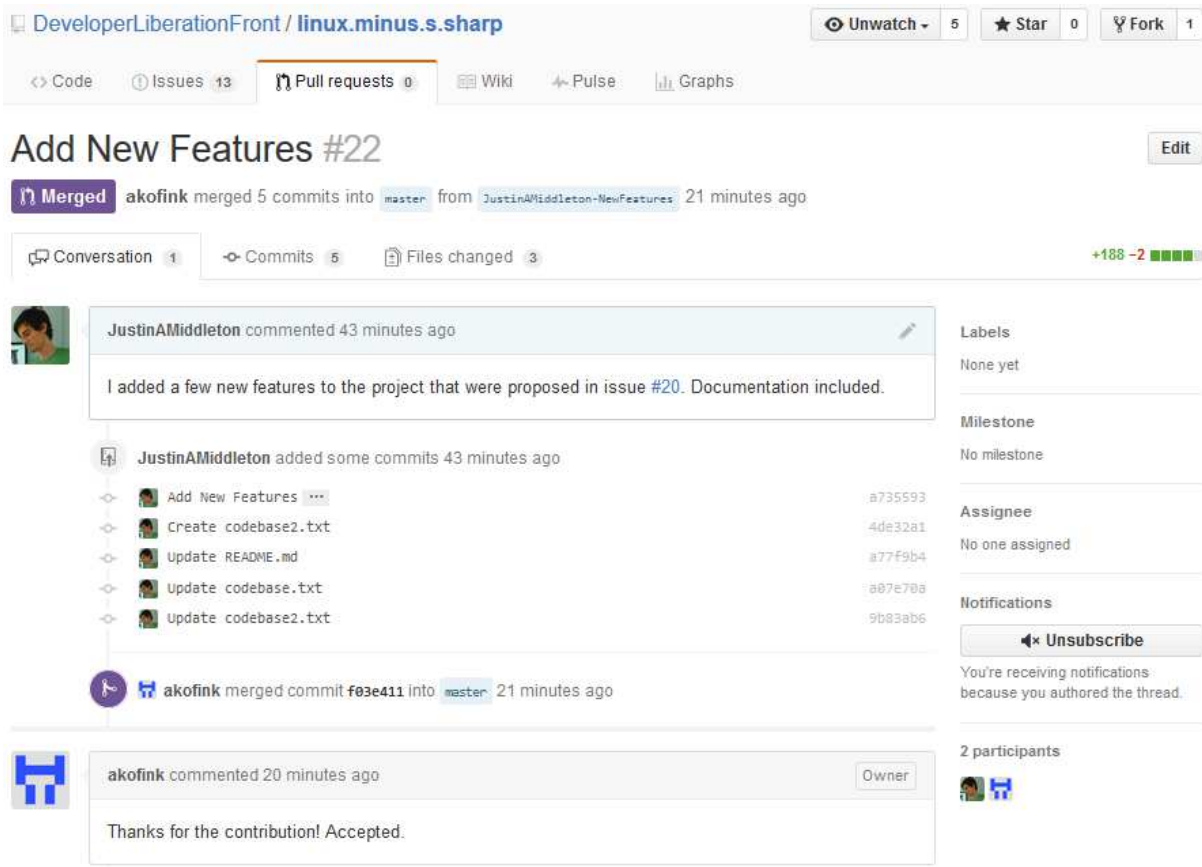 DeveloperLiberationFront / linux.minus.s.sharp
Unwatch 5 Star 0 Fork 1
<> Code Issues 13 Pull requests 0 Wiki Pulse Graphs
Add New Features #22
Edit
Merged akofink merged 5 commits into master from JustinAMiddleton-NewFeatures 21 minutes ago
Conversation 1 Commits 5 Files changed 3
+188 −2
JustinAMiddleton commented 43 minutes ago
I added a few new features to the project that were proposed in issue #20. Documentation included.
JustinAMiddleton added some commits 43 minutes ago
Add New Features ... a735593
Create codebase2.txt 4de32a1
Update README.md a77f9b4
Update codebase.txt a07e70a
Update codebase2.txt 9b83ab6
akofink merged commit f03e411 into master 21 minutes ago
akofink commented 20 minutes ago
Owner
Thanks for the contribution! Accepted.
Labels
None yet
Milestone
No milestone
Assignee
No one assigned
Notifications
Unsubscribe
You're receiving notifications
because you authored the thread.
2 participants